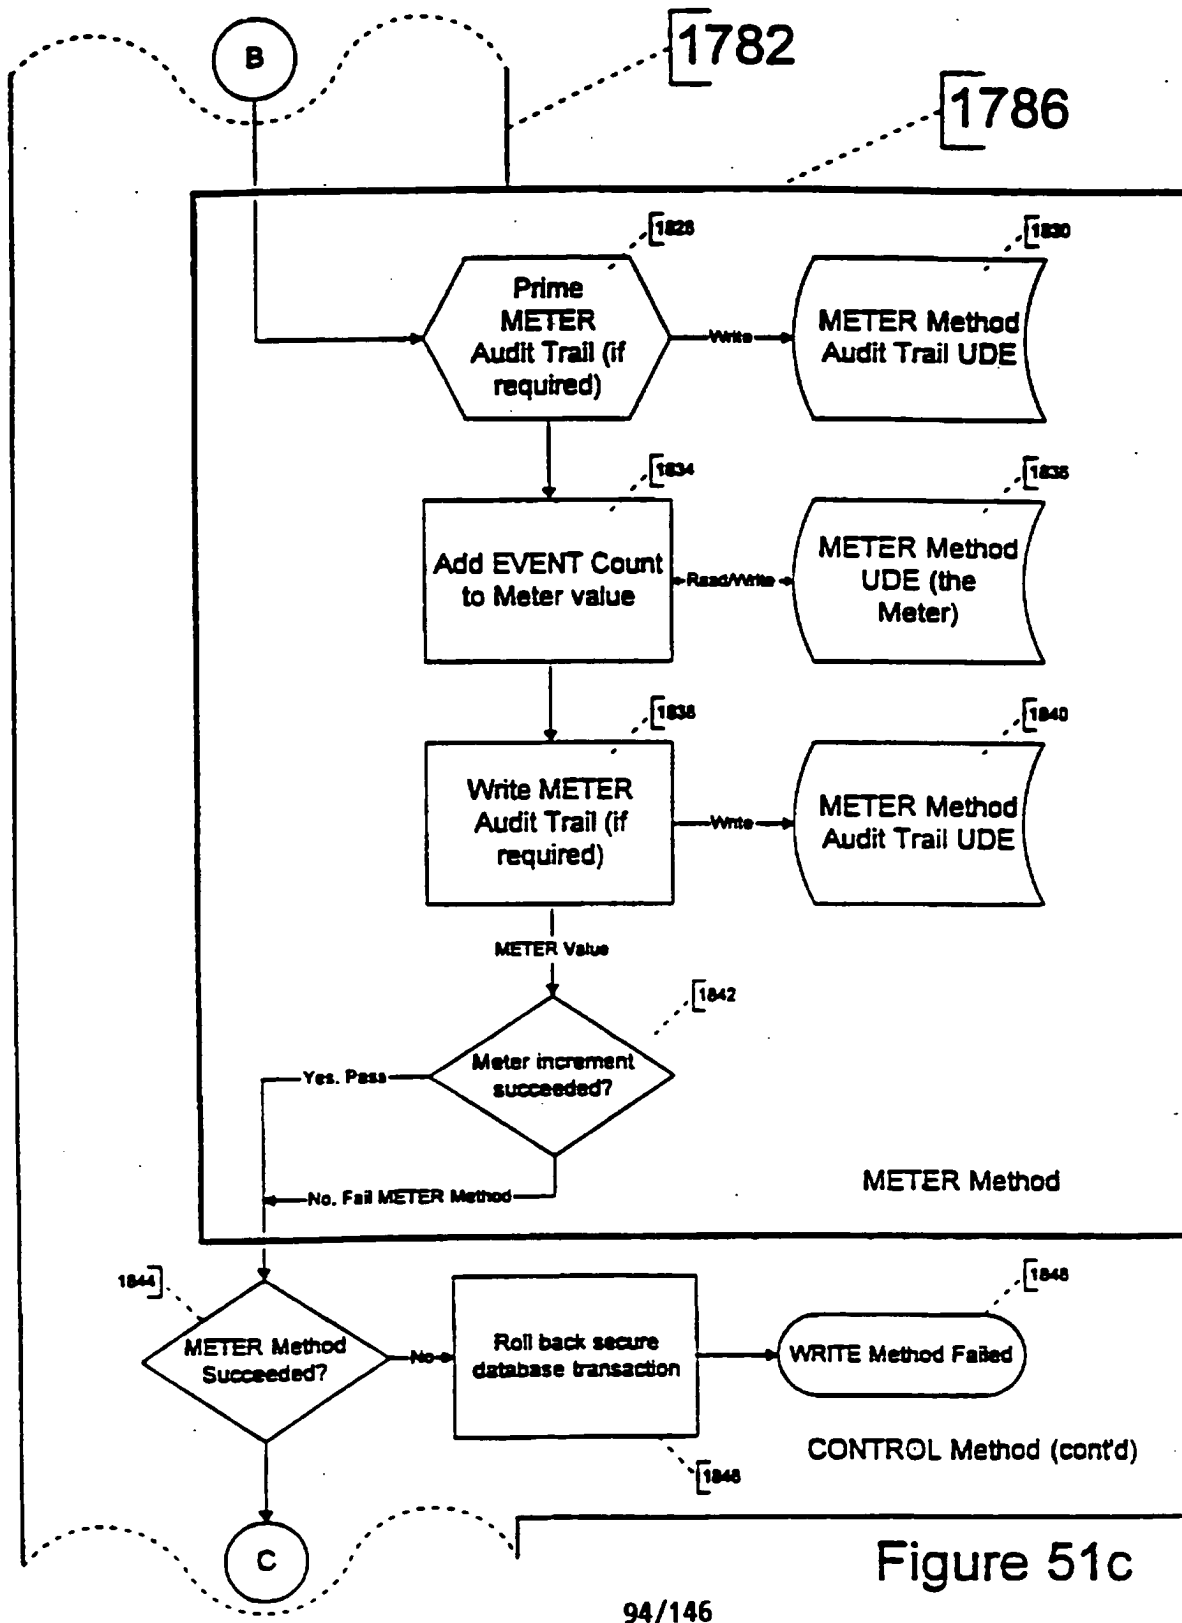 B
1782
1786
1828
1830
Prime
METER
Audit Trail (if
required)
Write
METER Method
Audit Trail UDE
1834
1836
Add EVENT Count
to Meter value
Read/Write
METER Method
UDE (the
Meter)
1838
1840
Write METER
Audit Trail (if
required)
Write
METER Method
Audit Trail UDE
METER Value
1842
Meter increment
succeeded?
Yes. Pass
No. Fail METER Method
METER Method
1844
1848
METER Method
Succeeded?
No
Roll back secure
database transaction
WRITE Method Failed
1846
CONTROL Method (cont'd)
C
Figure 51c
94/146